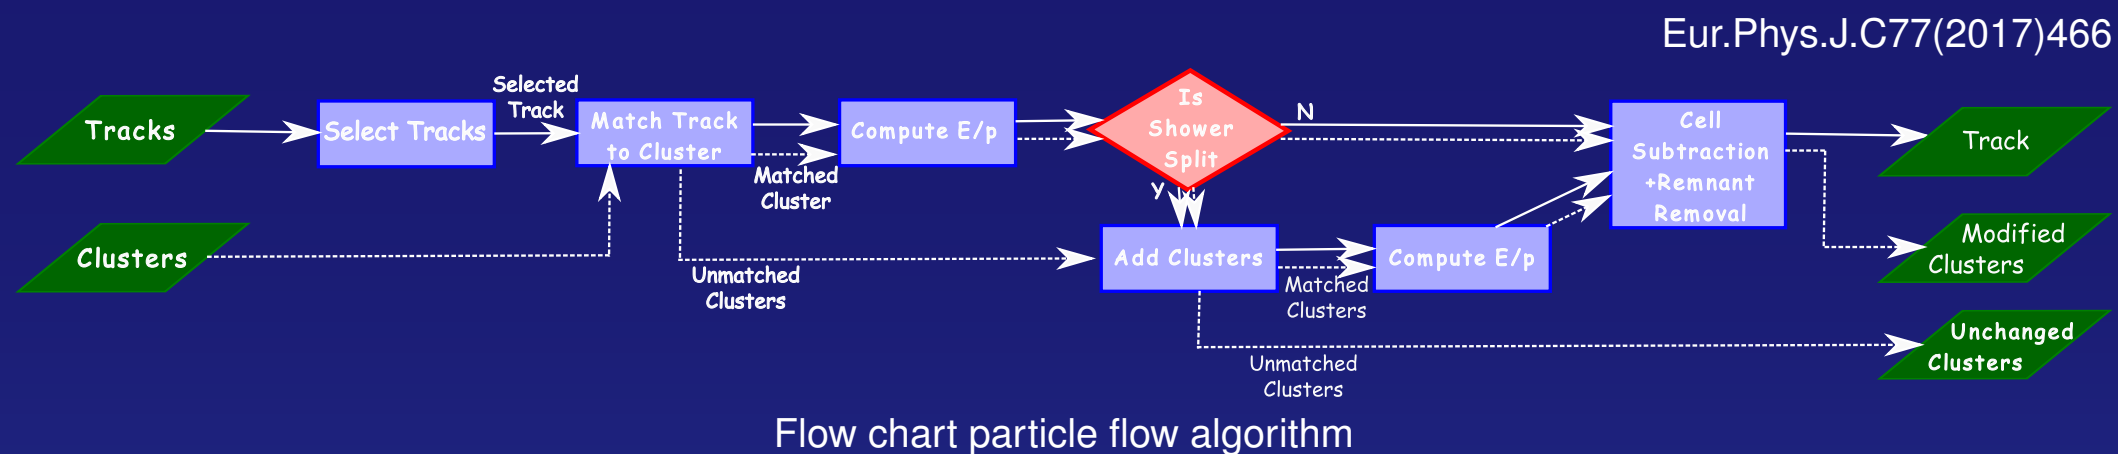 Eur.Phys.J.C77(2017)466
Tracks
Select Tracks
Selected
Track
Match Track
to Cluster
Matched
Cluster
Compute E/p
Is
Shower
Split
N
Y
Cell
Subtraction
+Remnant
Removal
Track
Clusters
Unmatched
Clusters
Add Clusters
Matched
Clusters
Compute E/p
Modified
Clusters
Unmatched
Clusters
Unchanged
Clusters
Flow chart particle flow algorithm